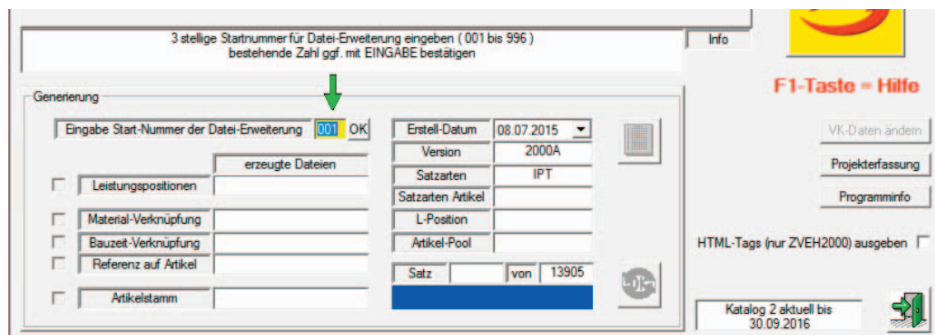 3 stellige Startnummer für Datei-Erweiterung eingeben ( 001 bis 996 )
bestehende Zahl ggf. mit EINGABE bestätigen
Info
F1-Taste = Hilfe
Generierung
Eingabe Start-Nummer der Datei-Erweiterung 001 OK
erzeugte Dateien
Leistungspositionen
Material-Verknüpfung
Bauzeit-Verknüpfung
Referenz auf Artikel
Artikelstamm
Erstell-Datum 08.07.2015
Version 2000A
Satzarten IPT
Satzarten Artikel
L-Position
Artikel-Pool
Satz von 13905
VK-Daten ändern
Projekterfassung
Programminfo
HTML-Tags (nur ZVEH2000) ausgeben
Katalog 2 aktuell bis
30.09.2016